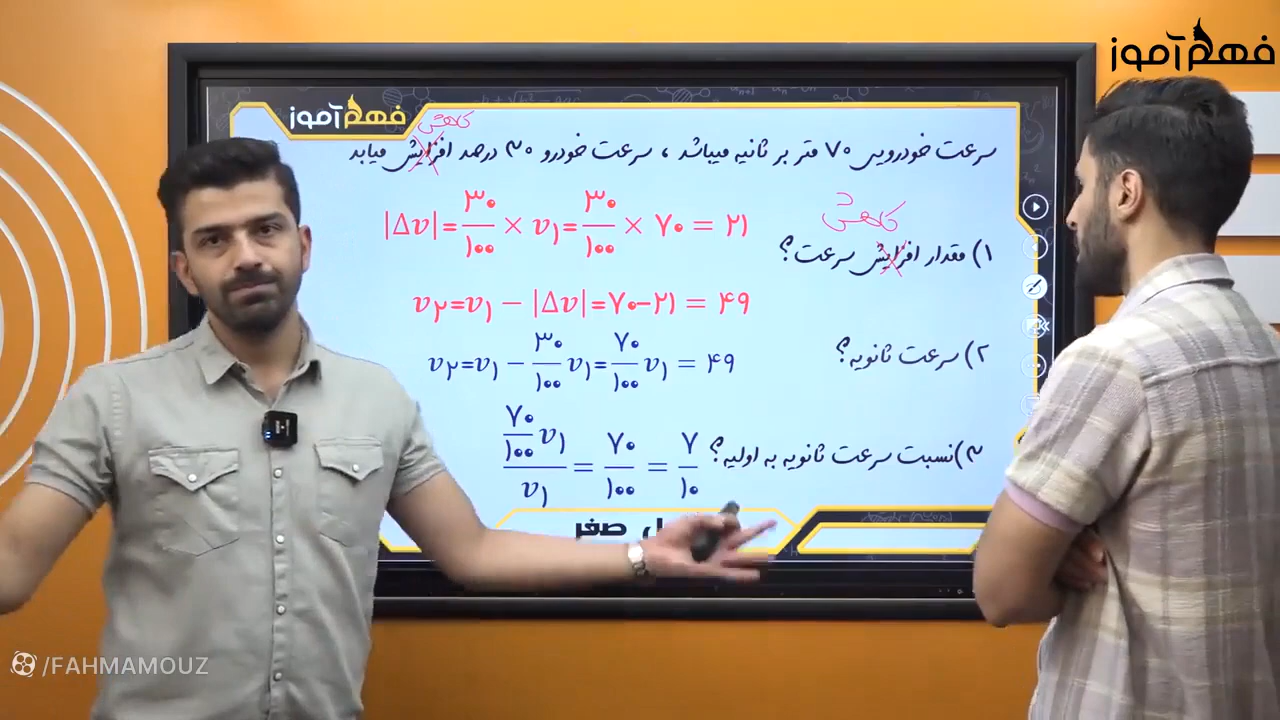 فهم‌آموز
فهم‌آموز
کاهش
سرعت خودرویی ۷۰ متر بر ثانیه میباشد ، سرعت خودرو ۳۰ درصد افزایش میابد
|Δv|=۳۰/۱۰۰ × v۱=۳۰/۱۰۰ × ۷۰ = ۲۱
کاهش
۱) مقدار افزایش سرعت؟
v۲=v۱ − |Δv|=۷۰−۲۱ = ۴۹
۲) سرعت ثانویه؟
v۲=v۱ − ۳۰/۱۰۰ v۱=۷۰/۱۰۰ v۱ = ۴۹
۳)نسبت سرعت ثانویه به اولیه؟
۷۰/۱۰۰ v۱ / v۱ = ۷۰/۱۰۰ = ۷/۱۰
صفر
/FAHMAMOUZ